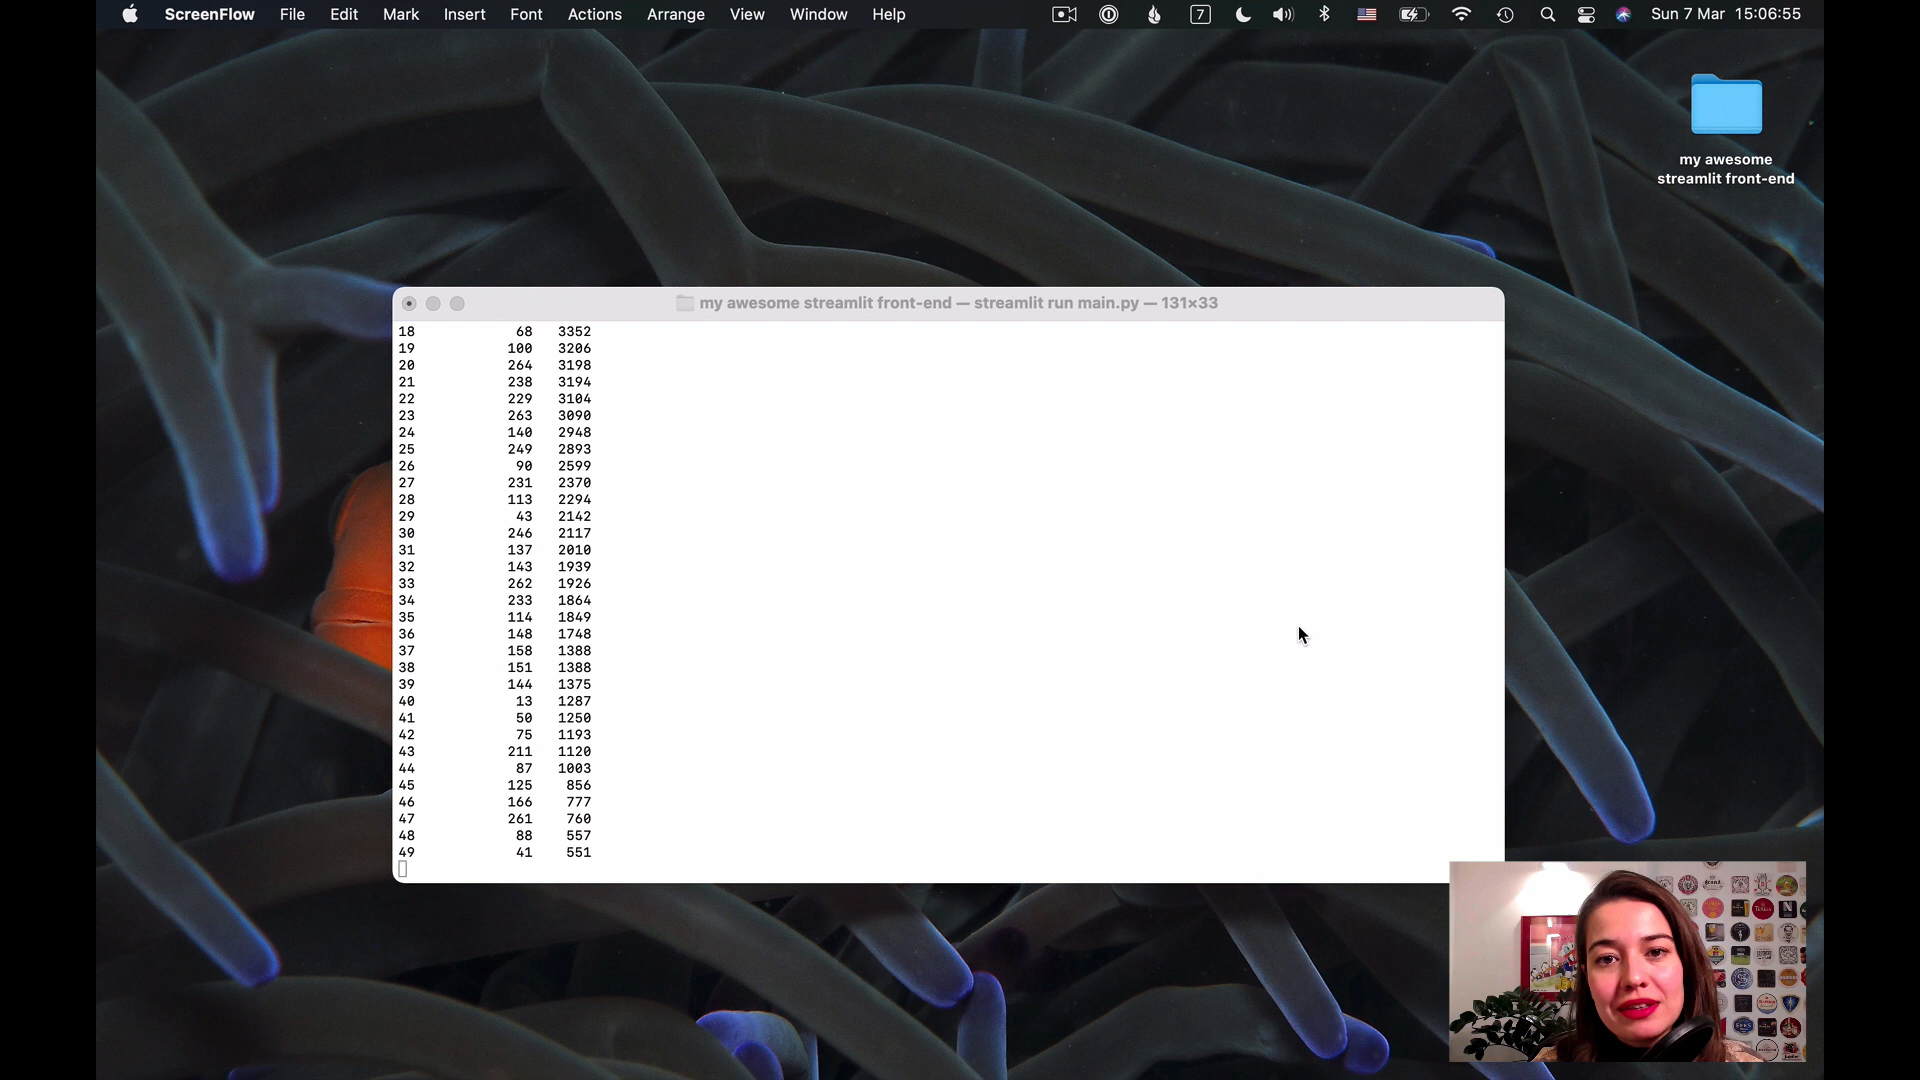 ScreenFlow File Edit Mark Insert Font Actions Arrange View Window Help 7 Sun 7 Mar 15:06:55
my awesome
streamlit front-end
my awesome streamlit front-end — streamlit run main.py — 131×33
18 68 3352
19 100 3206
20 264 3198
21 238 3194
22 229 3104
23 263 3090
24 140 2948
25 249 2893
26 90 2599
27 231 2370
28 113 2294
29 43 2142
30 246 2117
31 137 2010
32 143 1939
33 262 1926
34 233 1864
35 114 1849
36 148 1748
37 158 1388
38 151 1388
39 144 1375
40 13 1287
41 50 1250
42 75 1193
43 211 1120
44 87 1003
45 125 856
46 166 777
47 261 760
48 88 557
49 41 551